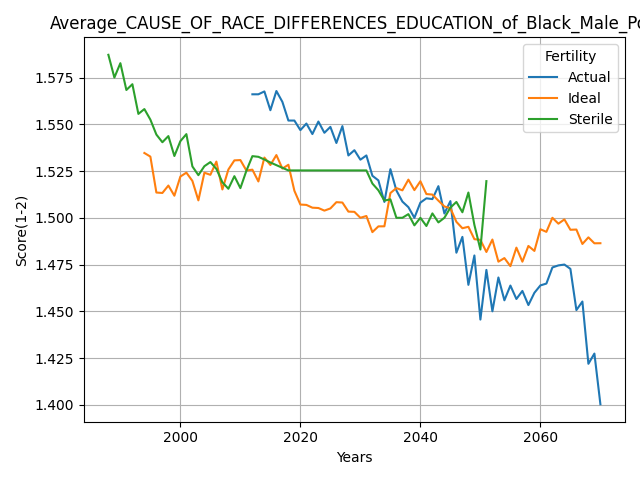 Average_CAUSE_OF_RACE_DIFFERENCES_EDUCATION_of_Black_Male_Po
Fertility
Actual
Ideal
Sterile
Score(1-2)
1.575
1.550
1.525
1.500
1.475
1.450
1.425
1.400
2000 2020 2040 2060
Years